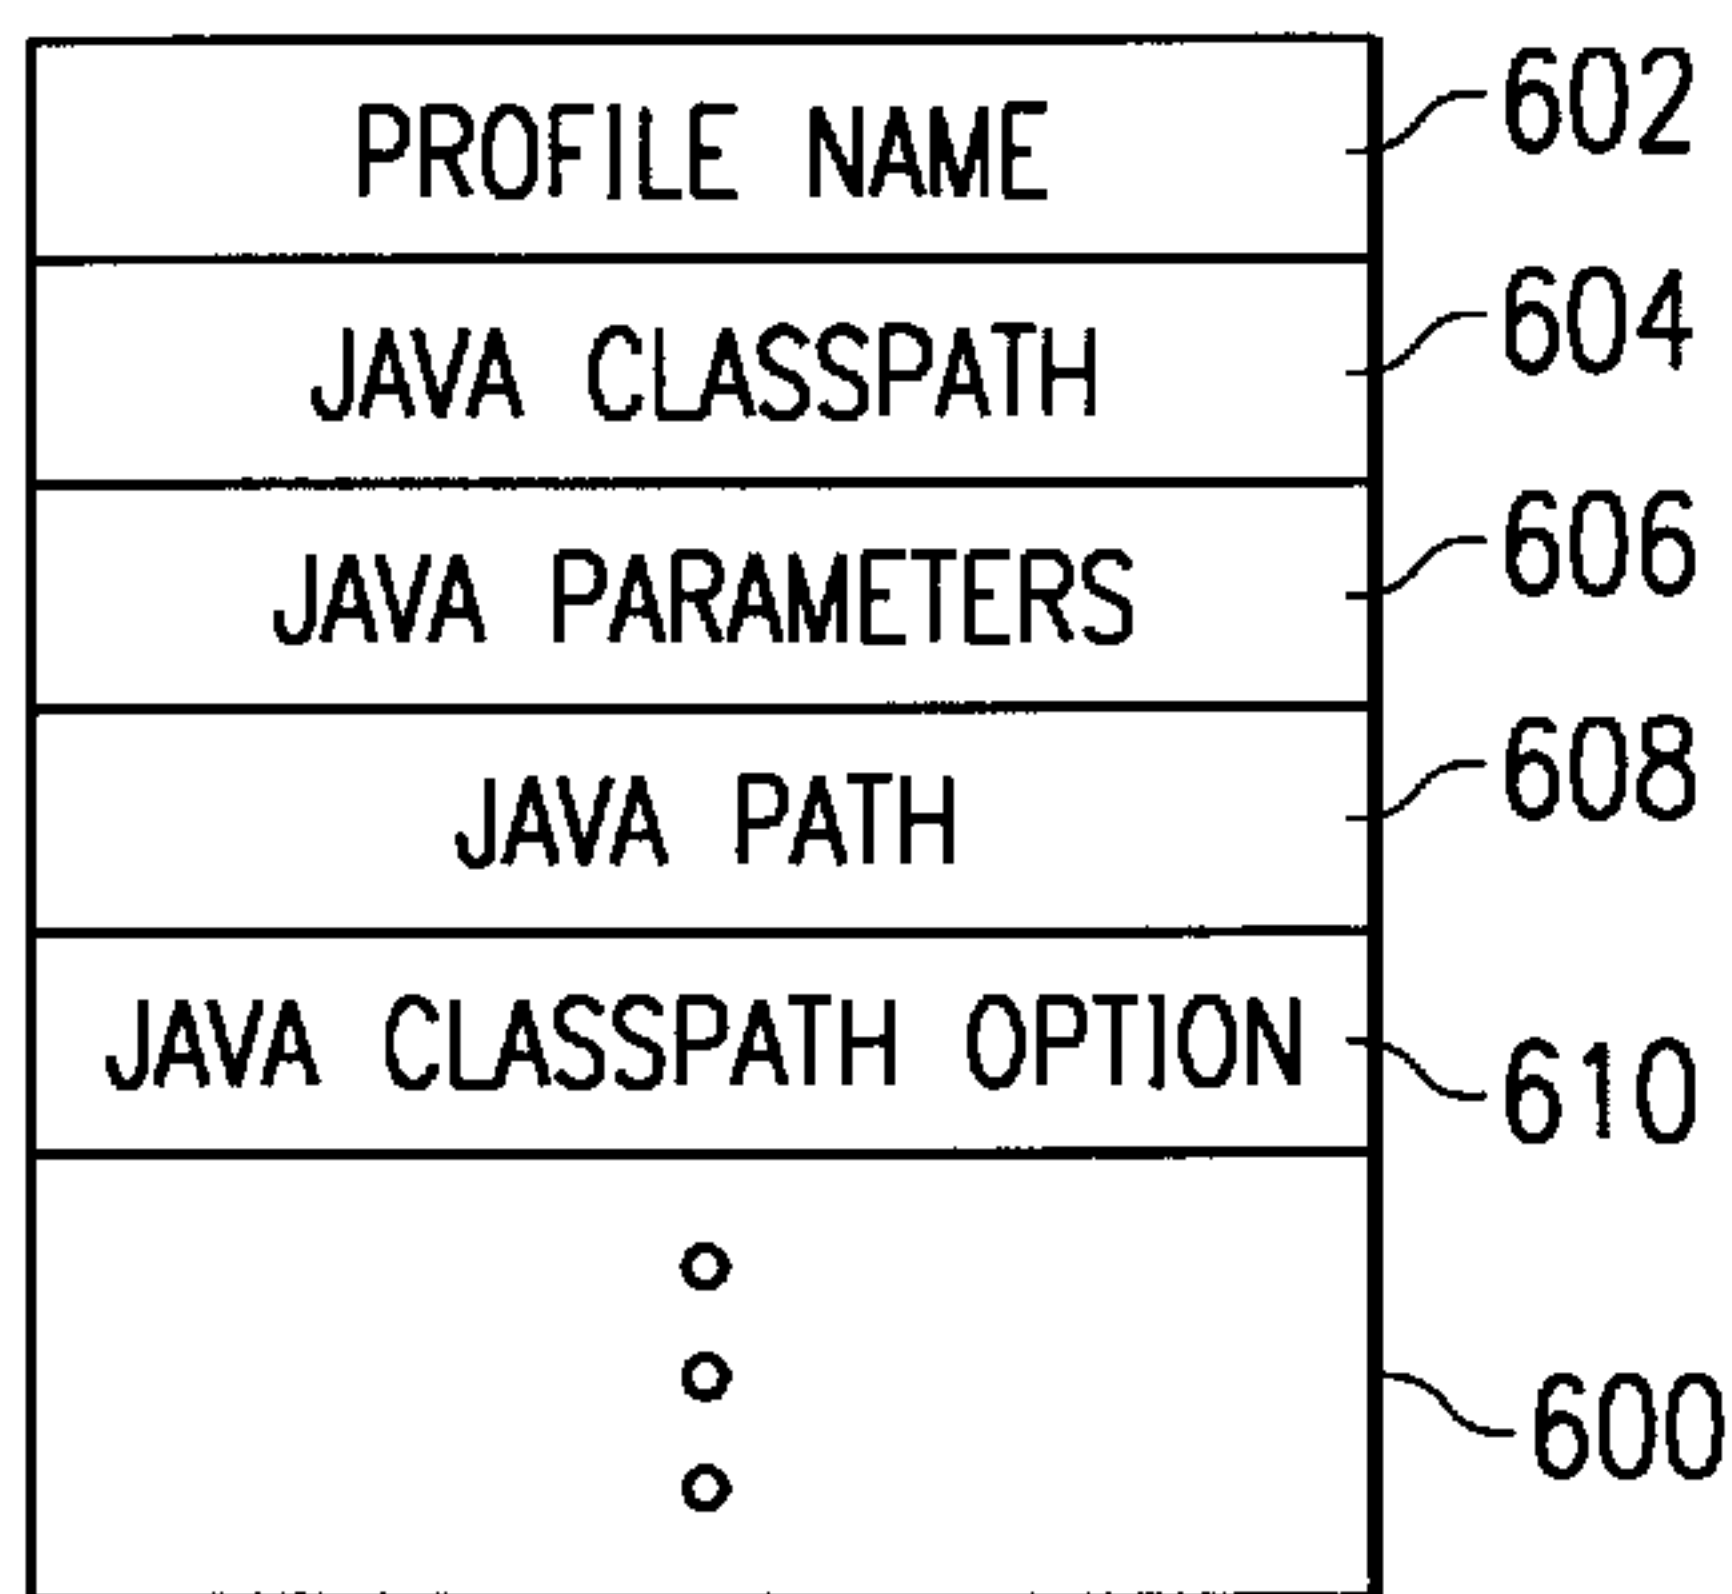 PROFILE NAME 602
JAVA CLASSPATH 604
JAVA PARAMETERS 606
JAVA PATH 608
JAVA CLASSPATH OPTION 610
600